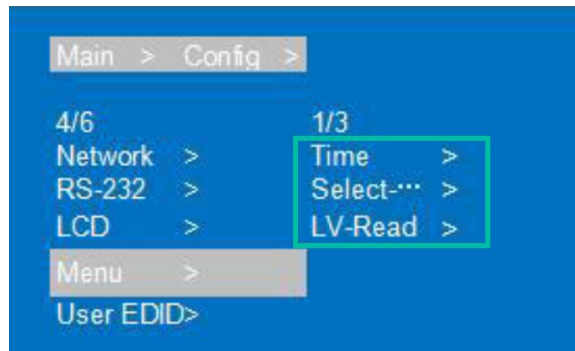 Main > Config >
4/6 1/3
Network > Time >
RS-232 > Select-··· >
LCD > LV-Read >
Menu >
User EDID>